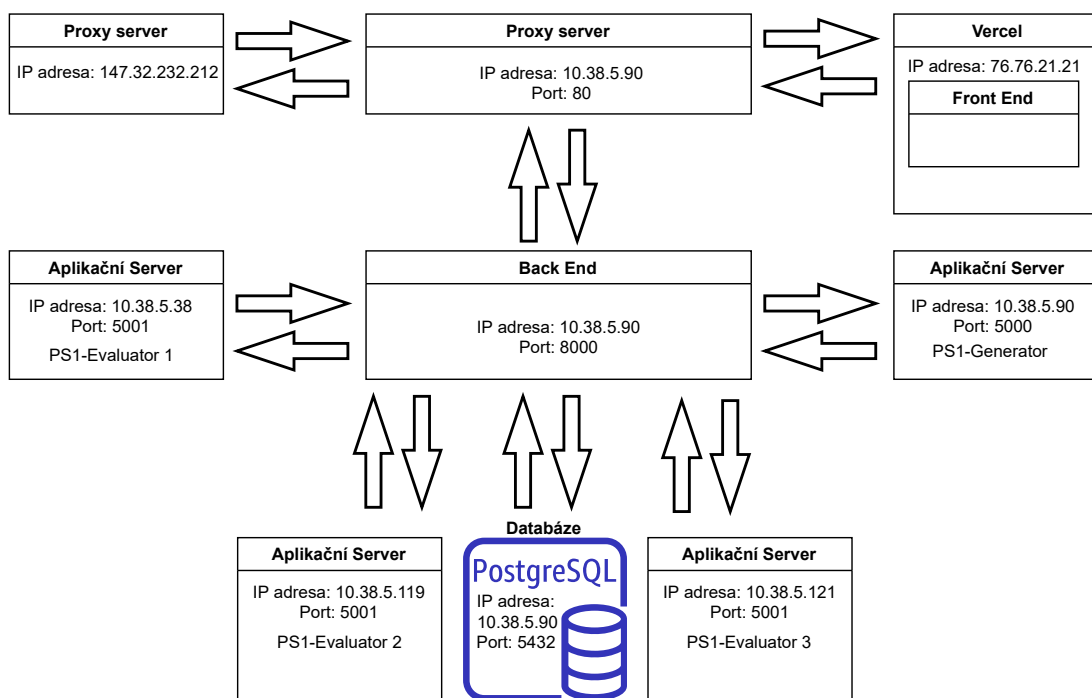 Proxy server
IP adresa: 147.32.232.212
Proxy server
IP adresa: 10.38.5.90
Port: 80
Vercel
IP adresa: 76.76.21.21
Front End
Aplikační Server
IP adresa: 10.38.5.38
Port: 5001
PS1-Evaluator 1
Back End
IP adresa: 10.38.5.90
Port: 8000
Aplikační Server
IP adresa: 10.38.5.90
Port: 5000
PS1-Generator
Aplikační Server
IP adresa: 10.38.5.119
Port: 5001
PS1-Evaluator 2
Databáze
PostgreSQL
IP adresa:
10.38.5.90
Port: 5432
Aplikační Server
IP adresa: 10.38.5.121
Port: 5001
PS1-Evaluator 3